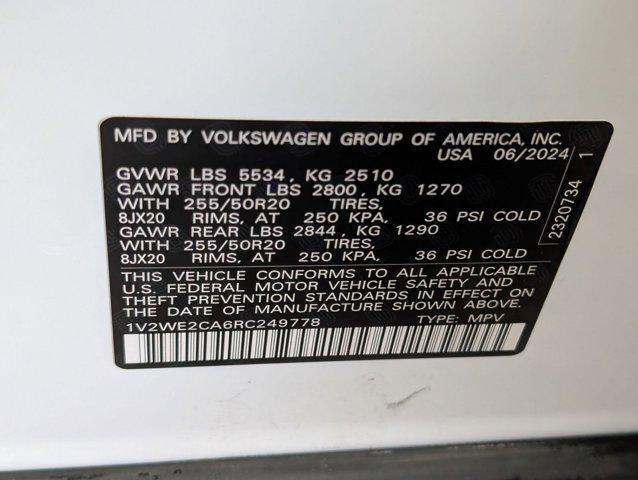 MFD BY VOLKSWAGEN GROUP OF AMERICA, INC.
USA 06/2024
GVWR LBS 5534, KG 2510
GAWR FRONT LBS 2800, KG 1270
WITH 255/50R20 TIRES,
8JX20 RIMS, AT 250 KPA, 36 PSI COLD
GAWR REAR LBS 2844, KG 1290
WITH 255/50R20 TIRES,
8JX20 RIMS, AT 250 KPA, 36 PSI COLD
THIS VEHICLE CONFORMS TO ALL APPLICABLE
U.S. FEDERAL MOTOR VEHICLE SAFETY AND
THEFT PREVENTION STANDARDS IN EFFECT ON
THE DATE OF MANUFACTURE SHOWN ABOVE.
1V2WE2CA6RC249778 TYPE: MPV
2320734 1